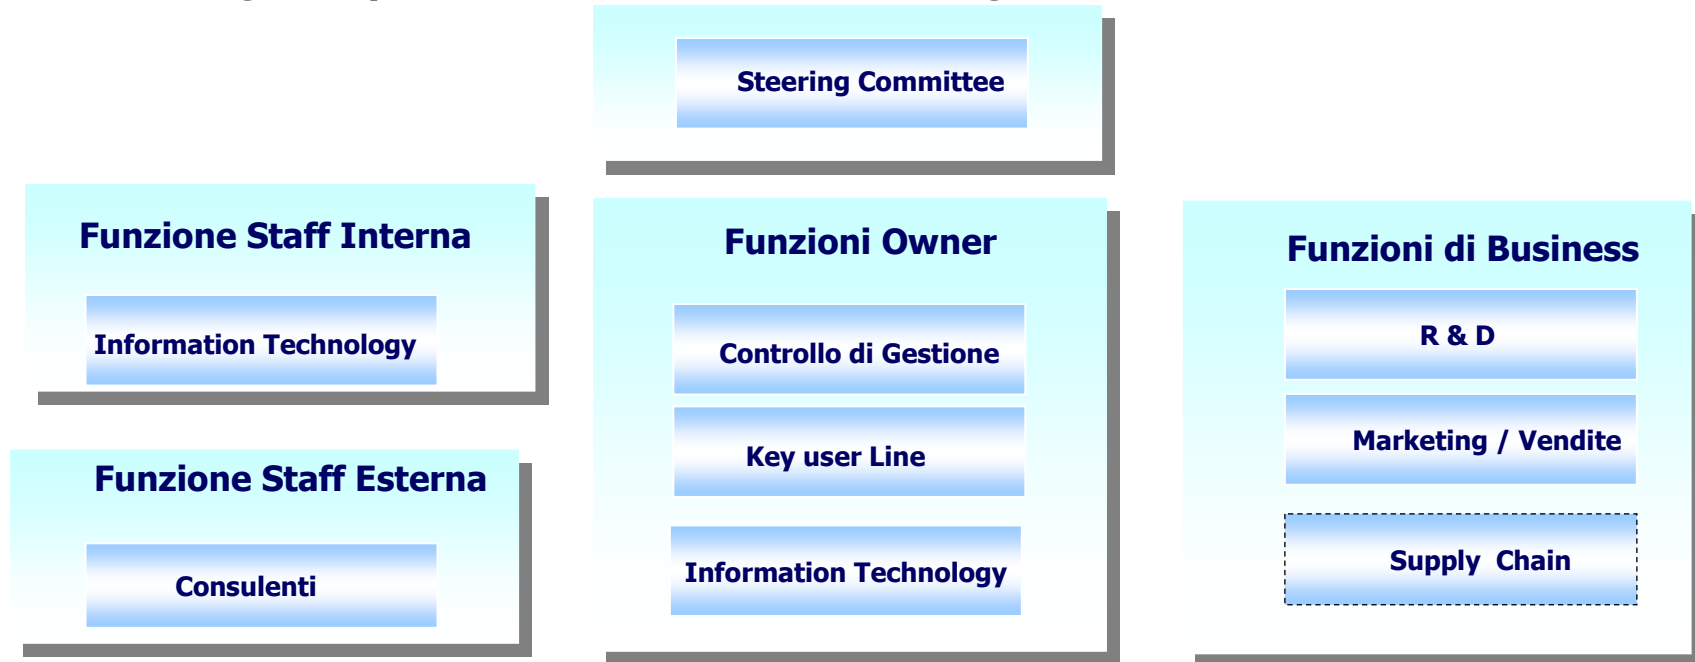 Steering Committee
Funzione Staff Interna
Information Technology
Funzione Staff Esterna
Consulenti
Funzioni Owner
Controllo di Gestione
Key user Line
Information Technology
Funzioni di Business
R & D
Marketing / Vendite
Supply Chain